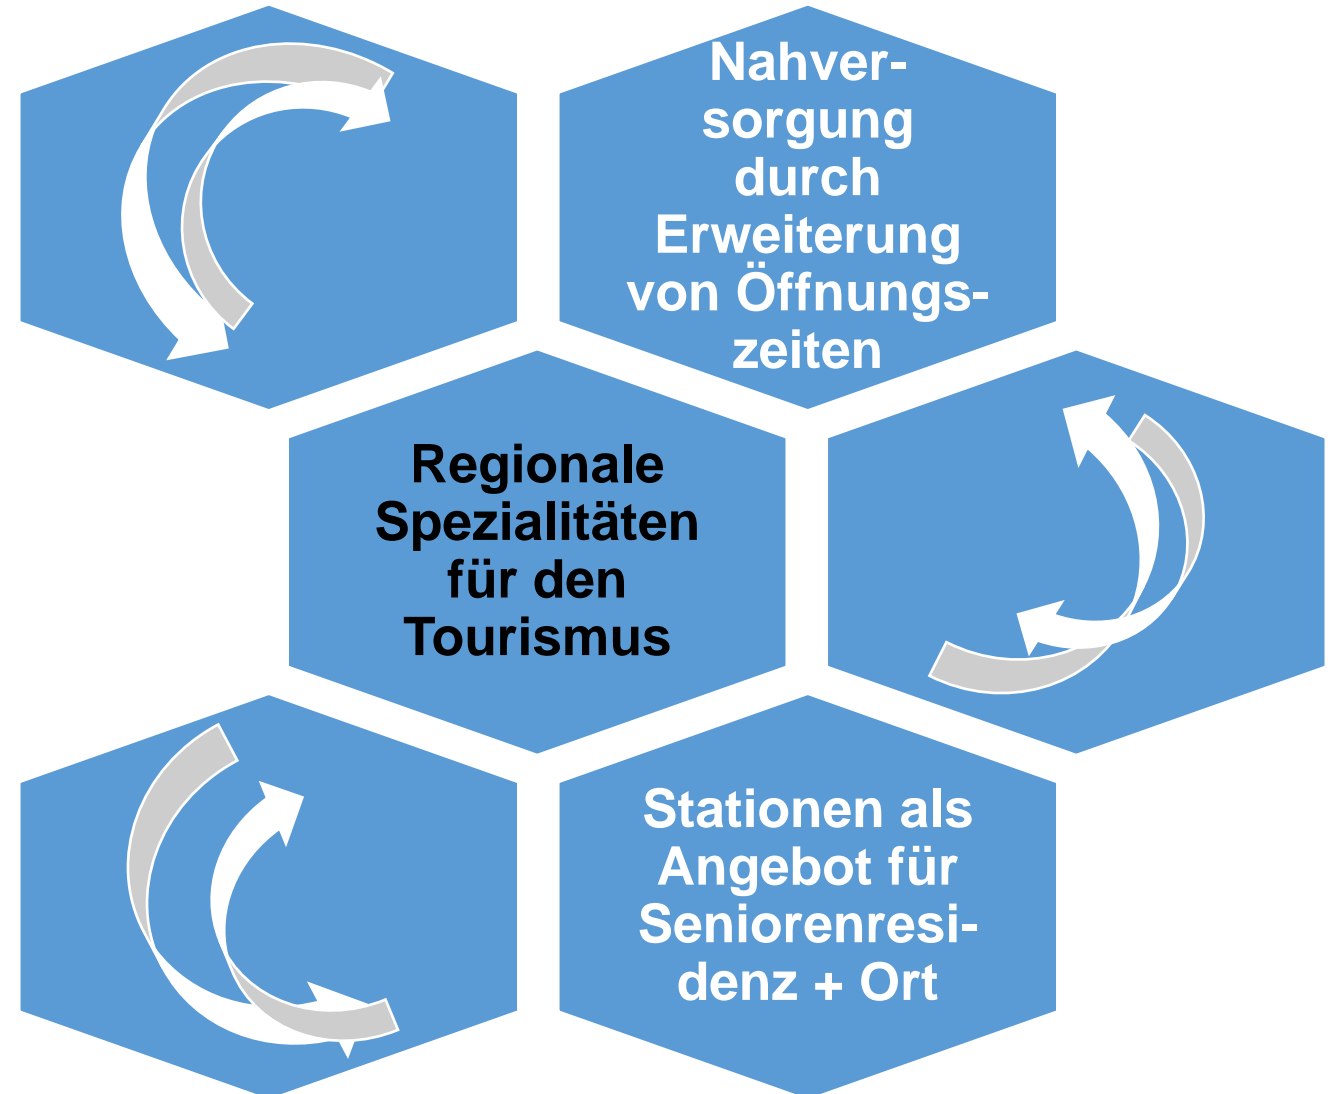 Nahver-
sorgung
durch
Erweiterung
von Öffnungs-
zeiten
Regionale
Spezialitäten
für den
Tourismus
Stationen als
Angebot für
Seniorenresi-
denz + Ort